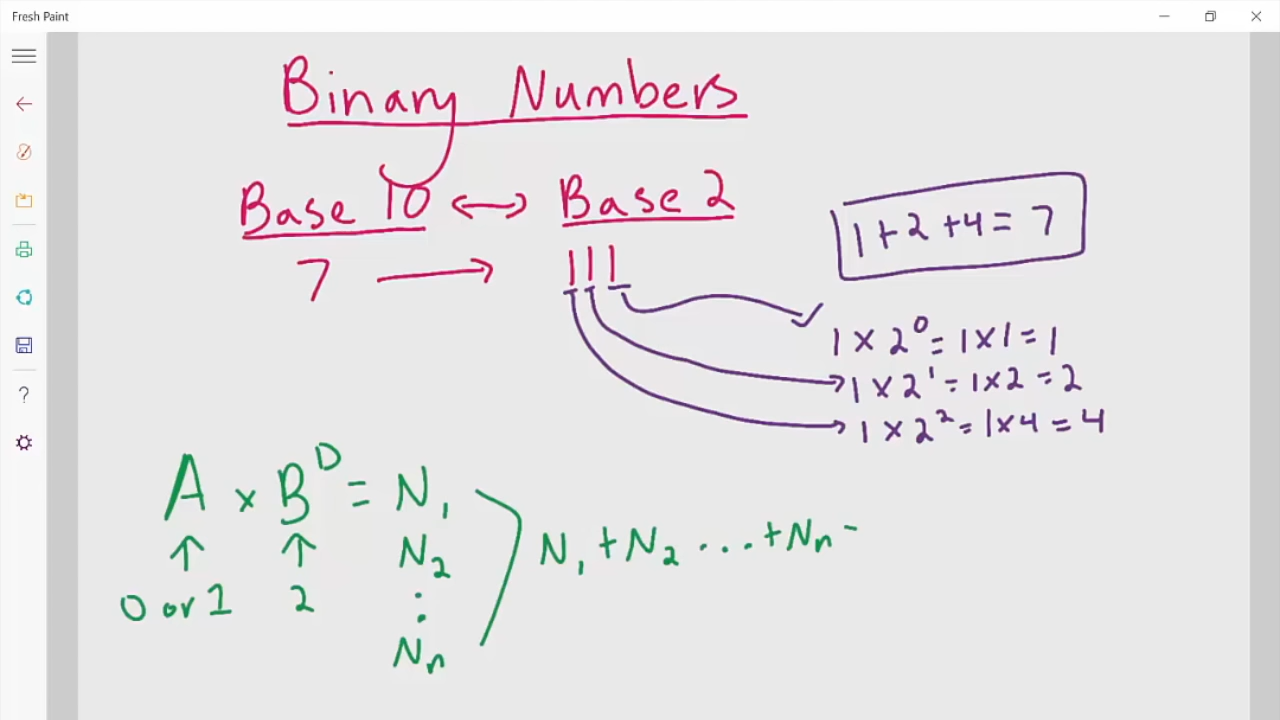 Fresh Paint
Binary Numbers
Base 10 ↔ Base 2
7 → 111
1 + 2 + 4 = 7
1 × 2⁰ = 1 × 1 = 1
1 × 2¹ = 1 × 2 = 2
1 × 2² = 1 × 4 = 4
A × Bᴰ = N₁
N₂
⋮
Nₙ
↑ ↑
0 or 1 2
N₁ + N₂ ... + Nₙ =
?